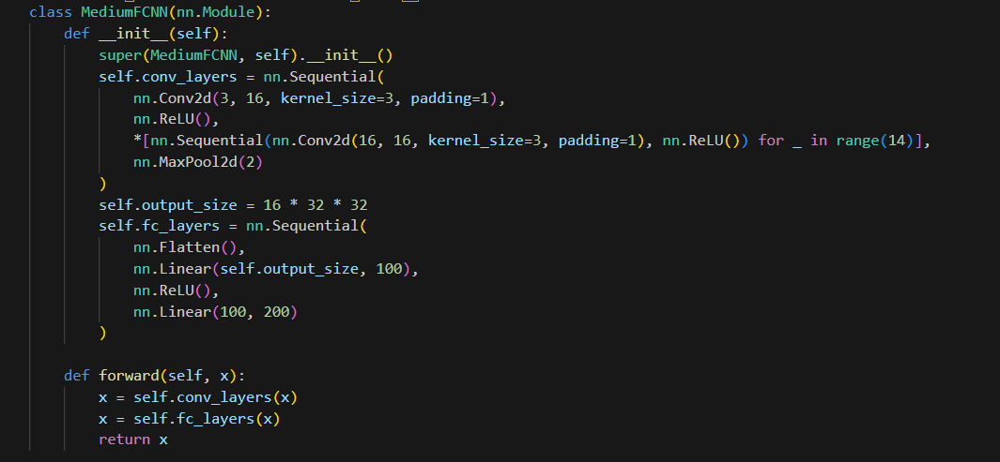 class MediumFCNN(nn.Module):
    def __init__(self):
        super(MediumFCNN, self).__init__()
        self.conv_layers = nn.Sequential(
            nn.Conv2d(3, 16, kernel_size=3, padding=1),
            nn.ReLU(),
            *[nn.Sequential(nn.Conv2d(16, 16, kernel_size=3, padding=1), nn.ReLU()) for _ in range(14)],
            nn.MaxPool2d(2)
        )
        self.output_size = 16 * 32 * 32
        self.fc_layers = nn.Sequential(
            nn.Flatten(),
            nn.Linear(self.output_size, 100),
            nn.ReLU(),
            nn.Linear(100, 200)
        )

    def forward(self, x):
        x = self.conv_layers(x)
        x = self.fc_layers(x)
        return x